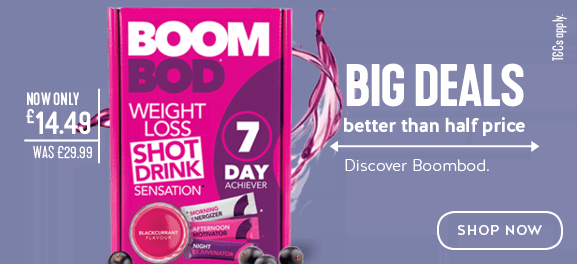 BOOM
BOD
WEIGHT
LOSS
SHOT
DRINK
SENSATION*
7
DAY
ACHIEVER
BLACKCURRANT
FLAVOUR
MORNING
ENERGIZER
AFTERNOON
MOTIVATOR
NIGHT
REJUVENATOR
NOW ONLY
£14.49
WAS £29.99
BIG DEALS
better than half price
Discover Boombod.
SHOP NOW
T&Cs apply.